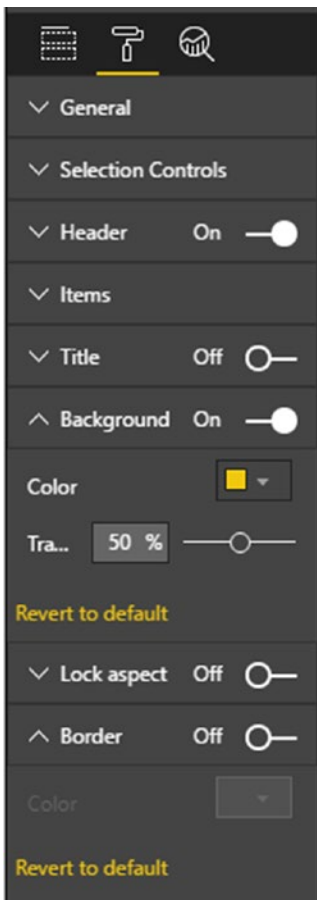 General
Selection Controls
Header On
Items
Title Off
Background On
Color
Tra... 50 %
Revert to default
Lock aspect Off
Border Off
Color
Revert to default